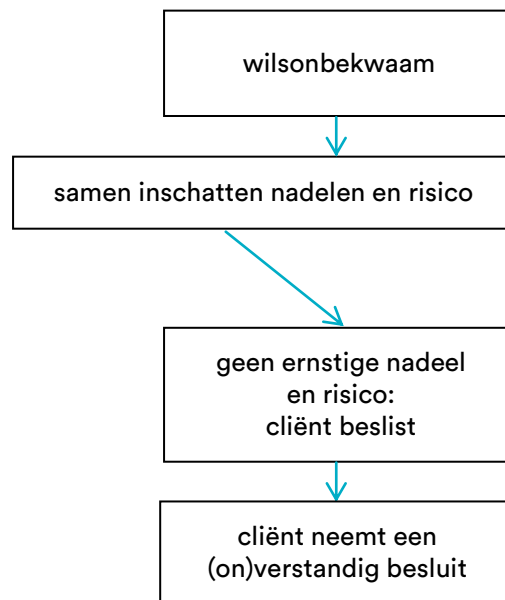 wilsonbekwaam
samen inschatten nadelen en risico
geen ernstige nadeel
en risico:
cliënt beslist
cliënt neemt een
(on)verstandig besluit